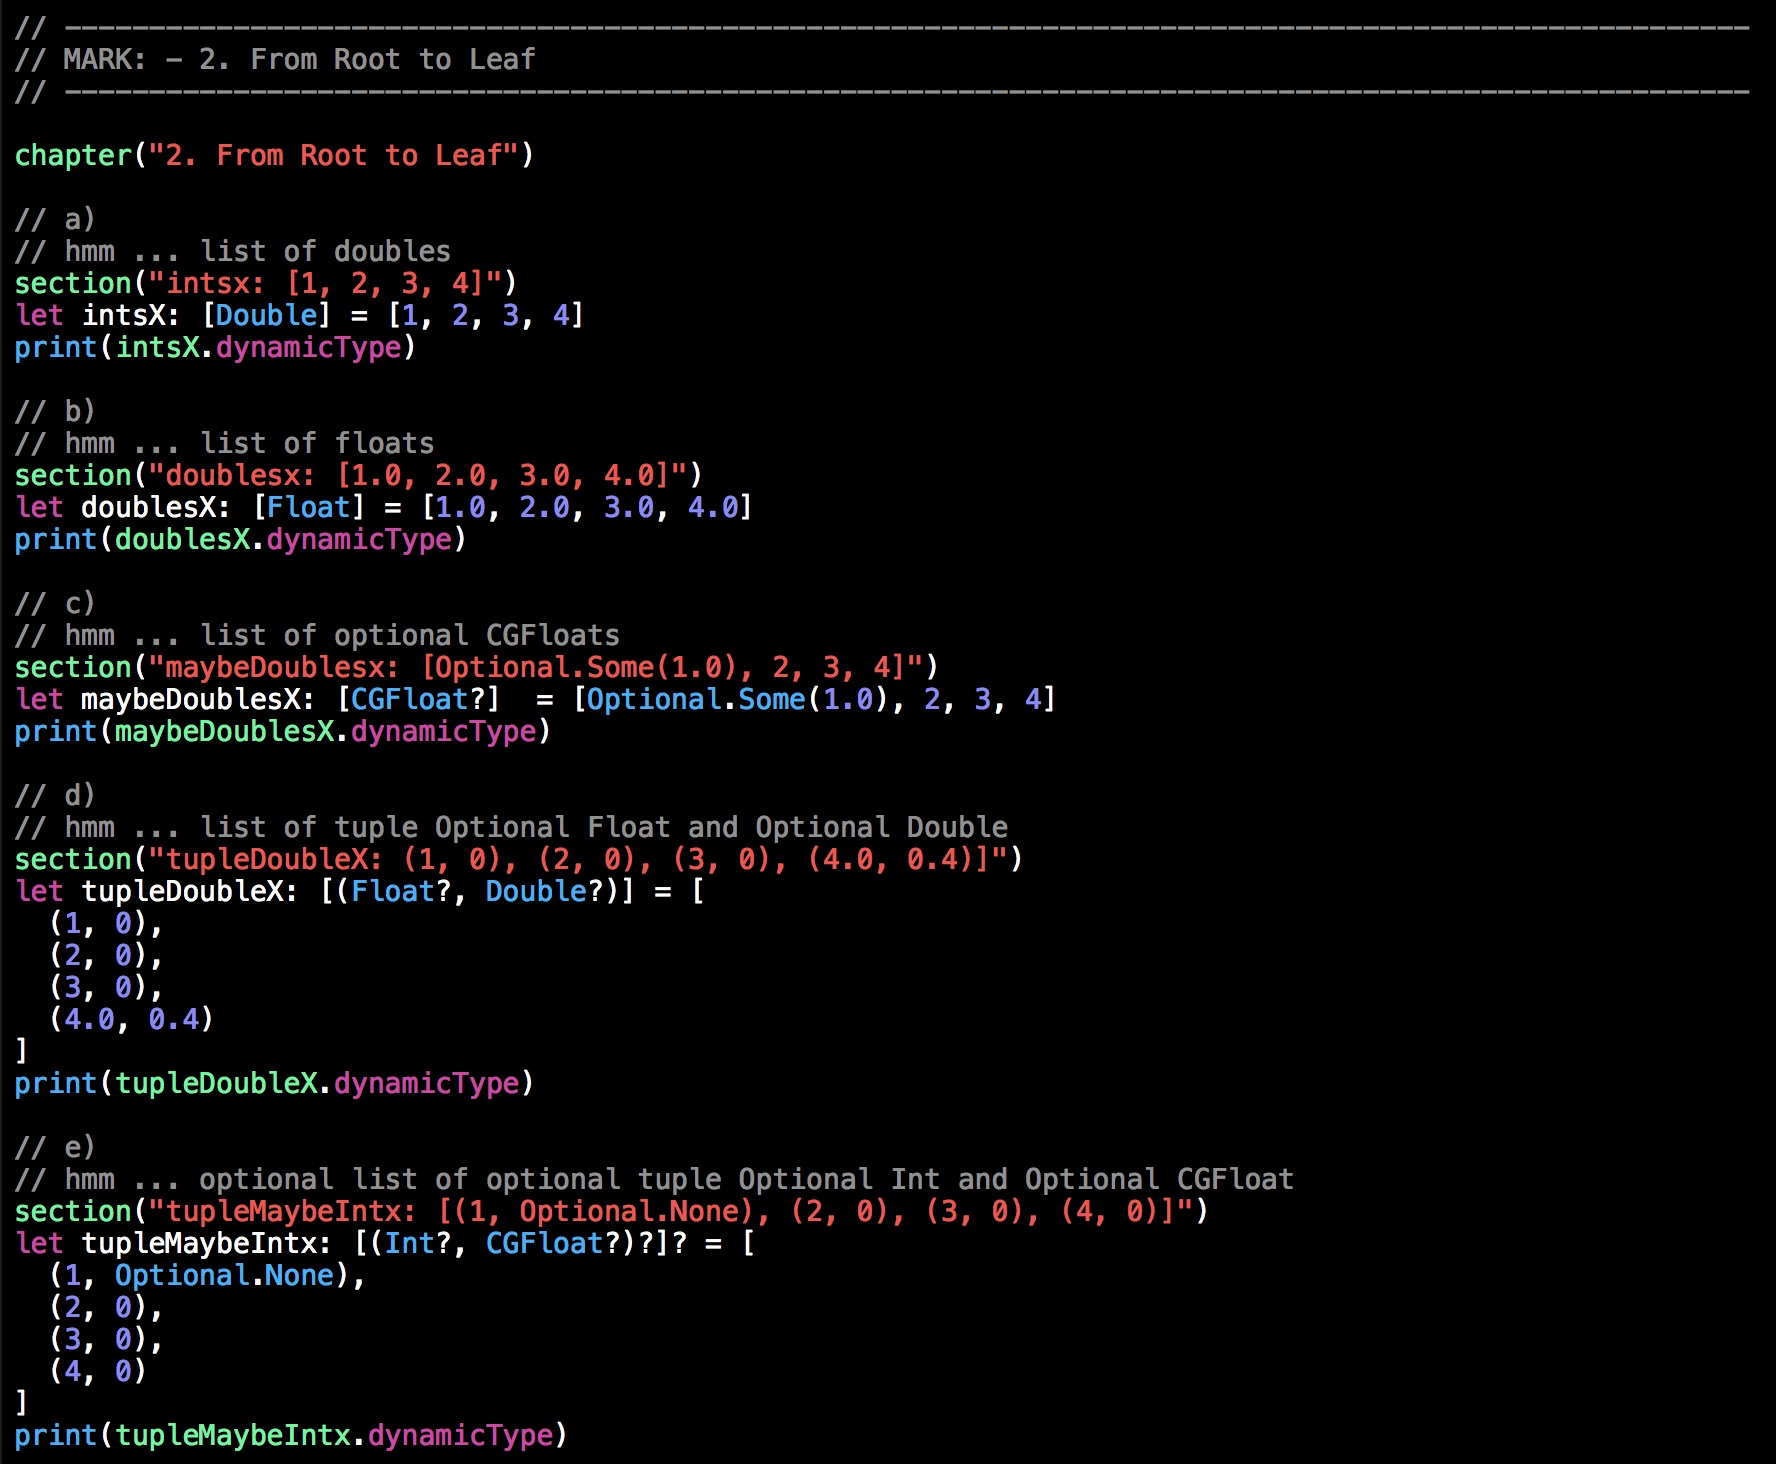 // ----------------------------------------------------------------------------------------------------
// MARK: - 2. From Root to Leaf
// ----------------------------------------------------------------------------------------------------
chapter("2. From Root to Leaf")
// a)
// hmm ... list of doubles
section("intsx: [1, 2, 3, 4]")
let intsX: [Double] = [1, 2, 3, 4]
print(intsX.dynamicType)
// b)
// hmm ... list of floats
section("doublesx: [1.0, 2.0, 3.0, 4.0]")
let doublesX: [Float] = [1.0, 2.0, 3.0, 4.0]
print(doublesX.dynamicType)
// c)
// hmm ... list of optional CGFloats
section("maybeDoublesx: [Optional.Some(1.0), 2, 3, 4]")
let maybeDoublesX: [CGFloat?]  = [Optional.Some(1.0), 2, 3, 4]
print(maybeDoublesX.dynamicType)
// d)
// hmm ... list of tuple Optional Float and Optional Double
section("tupleDoubleX: (1, 0), (2, 0), (3, 0), (4.0, 0.4)]")
let tupleDoubleX: [(Float?, Double?)] = [
  (1, 0),
  (2, 0),
  (3, 0),
  (4.0, 0.4)
]
print(tupleDoubleX.dynamicType)
// e)
// hmm ... optional list of optional tuple Optional Int and Optional CGFloat
section("tupleMaybeIntx: [(1, Optional.None), (2, 0), (3, 0), (4, 0)]")
let tupleMaybeIntx: [(Int?, CGFloat?)?]? = [
  (1, Optional.None),
  (2, 0),
  (3, 0),
  (4, 0)
]
print(tupleMaybeIntx.dynamicType)